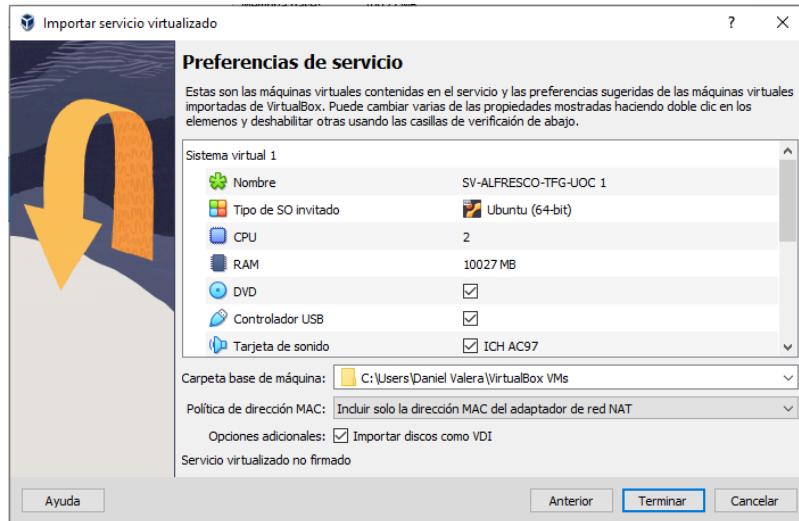 Importar servicio virtualizado
Preferencias de servicio
Estas son las máquinas virtuales contenidas en el servicio y las preferencias sugeridas de las máquinas virtuales
importadas de VirtualBox. Puede cambiar varias de las propiedades mostradas haciendo doble clic en los
elemenos y deshabilitar otras usando las casillas de verificaión de abajo.
Sistema virtual 1
Nombre SV-ALFRESCO-TFG-UOC 1
Tipo de SO invitado Ubuntu (64-bit)
CPU 2
RAM 10027 MB
DVD
Controlador USB
Tarjeta de sonido ICH AC97
Carpeta base de máquina: C:\Users\Daniel Valera\VirtualBox VMs
Política de dirección MAC: Incluir solo la dirección MAC del adaptador de red NAT
Opciones adicionales: Importar discos como VDI
Servicio virtualizado no firmado
Ayuda Anterior Terminar Cancelar